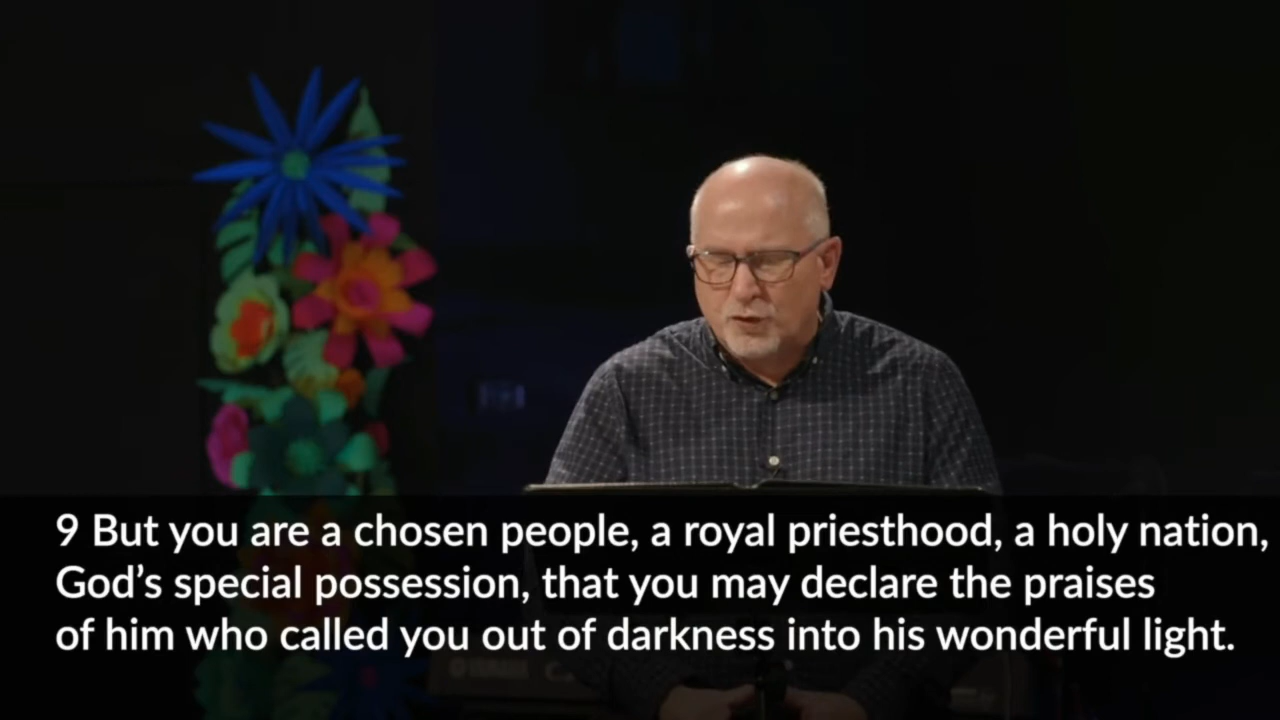 9 But you are a chosen people, a royal priesthood, a holy nation,
God’s special possession, that you may declare the praises
of him who called you out of darkness into his wonderful light.